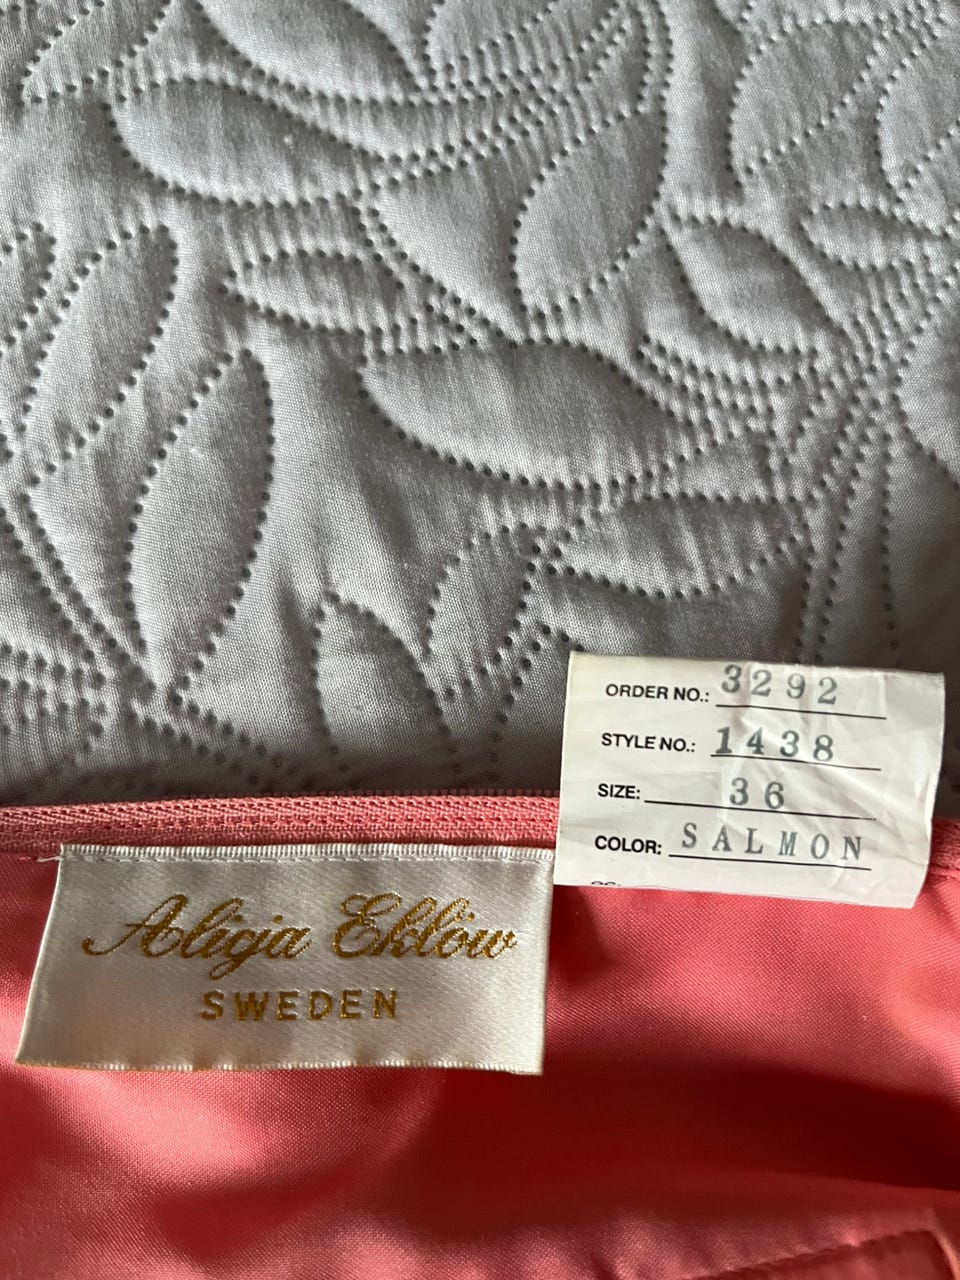 ORDER NO.: 3292
STYLE NO.: 1438
SIZE: 36
COLOR: SALMON
Aligja Eklöw
SWEDEN